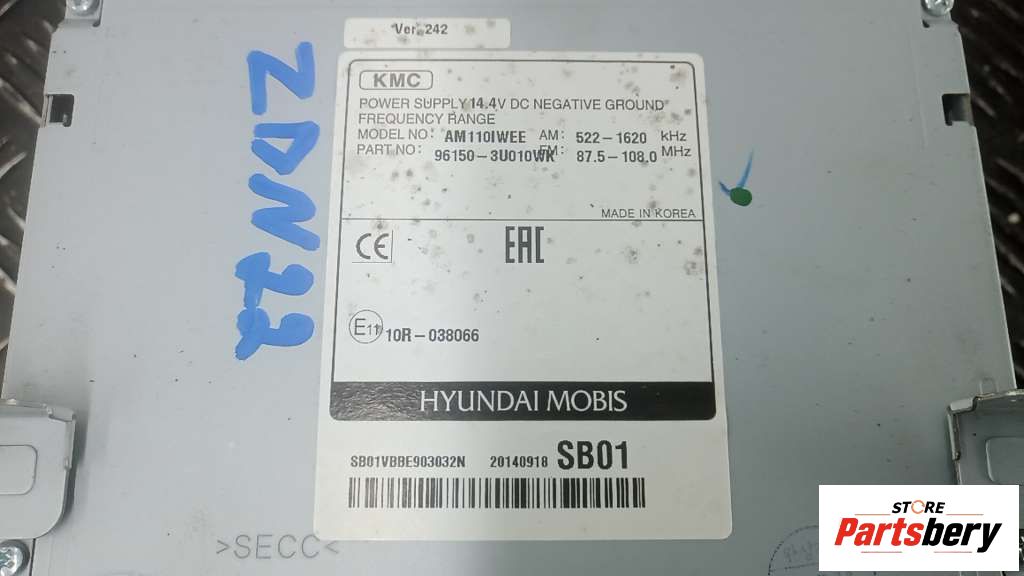 Ver. 242
KMC
POWER SUPPLY 14.4V DC NEGATIVE GROUND
FREQUENCY RANGE
MODEL NO: AM110IWEE AM: 522-1620 kHz
PART NO: 96150-3U010WK FM: 87.5-108.0 MHz
MADE IN KOREA
CE EAC
E11 10R-038066
HYUNDAI MOBIS
SB01VBBE903032N 20140918 SB01
>SECC<
STORE
Partsbery